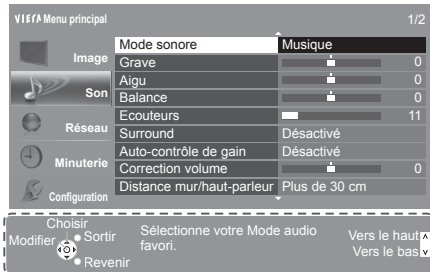 VIERA Menu principal 1/2
Image
Son
Réseau
Minuterie
Configuration
Mode sonore Musique
Grave 0
Aigu 0
Balance 0
Ecouteurs 11
Surround Désactivé
Auto-contrôle de gain Désactivé
Correction volume 0
Distance mur/haut-parleur Plus de 30 cm
Choisir
Modifier
Sortir
Revenir
Sélectionne votre Mode audio
favori.
Vers le haut
Vers le bas